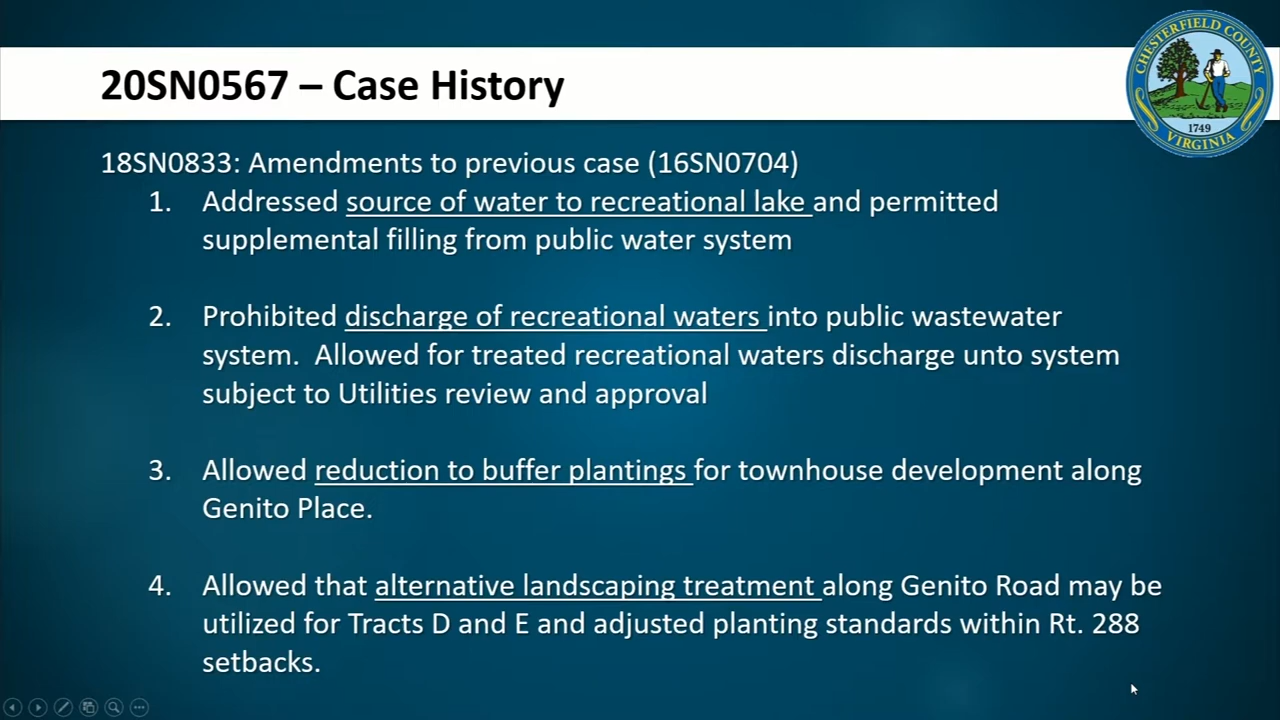 20SN0567 – Case History
CHESTERFIELD COUNTY
1749
VIRGINIA
18SN0833: Amendments to previous case (16SN0704)
1. Addressed source of water to recreational lake and permitted
supplemental filling from public water system
2. Prohibited discharge of recreational waters into public wastewater
system.  Allowed for treated recreational waters discharge unto system
subject to Utilities review and approval
3. Allowed reduction to buffer plantings for townhouse development along
Genito Place.
4. Allowed that alternative landscaping treatment along Genito Road may be
utilized for Tracts D and E and adjusted planting standards within Rt. 288
setbacks.